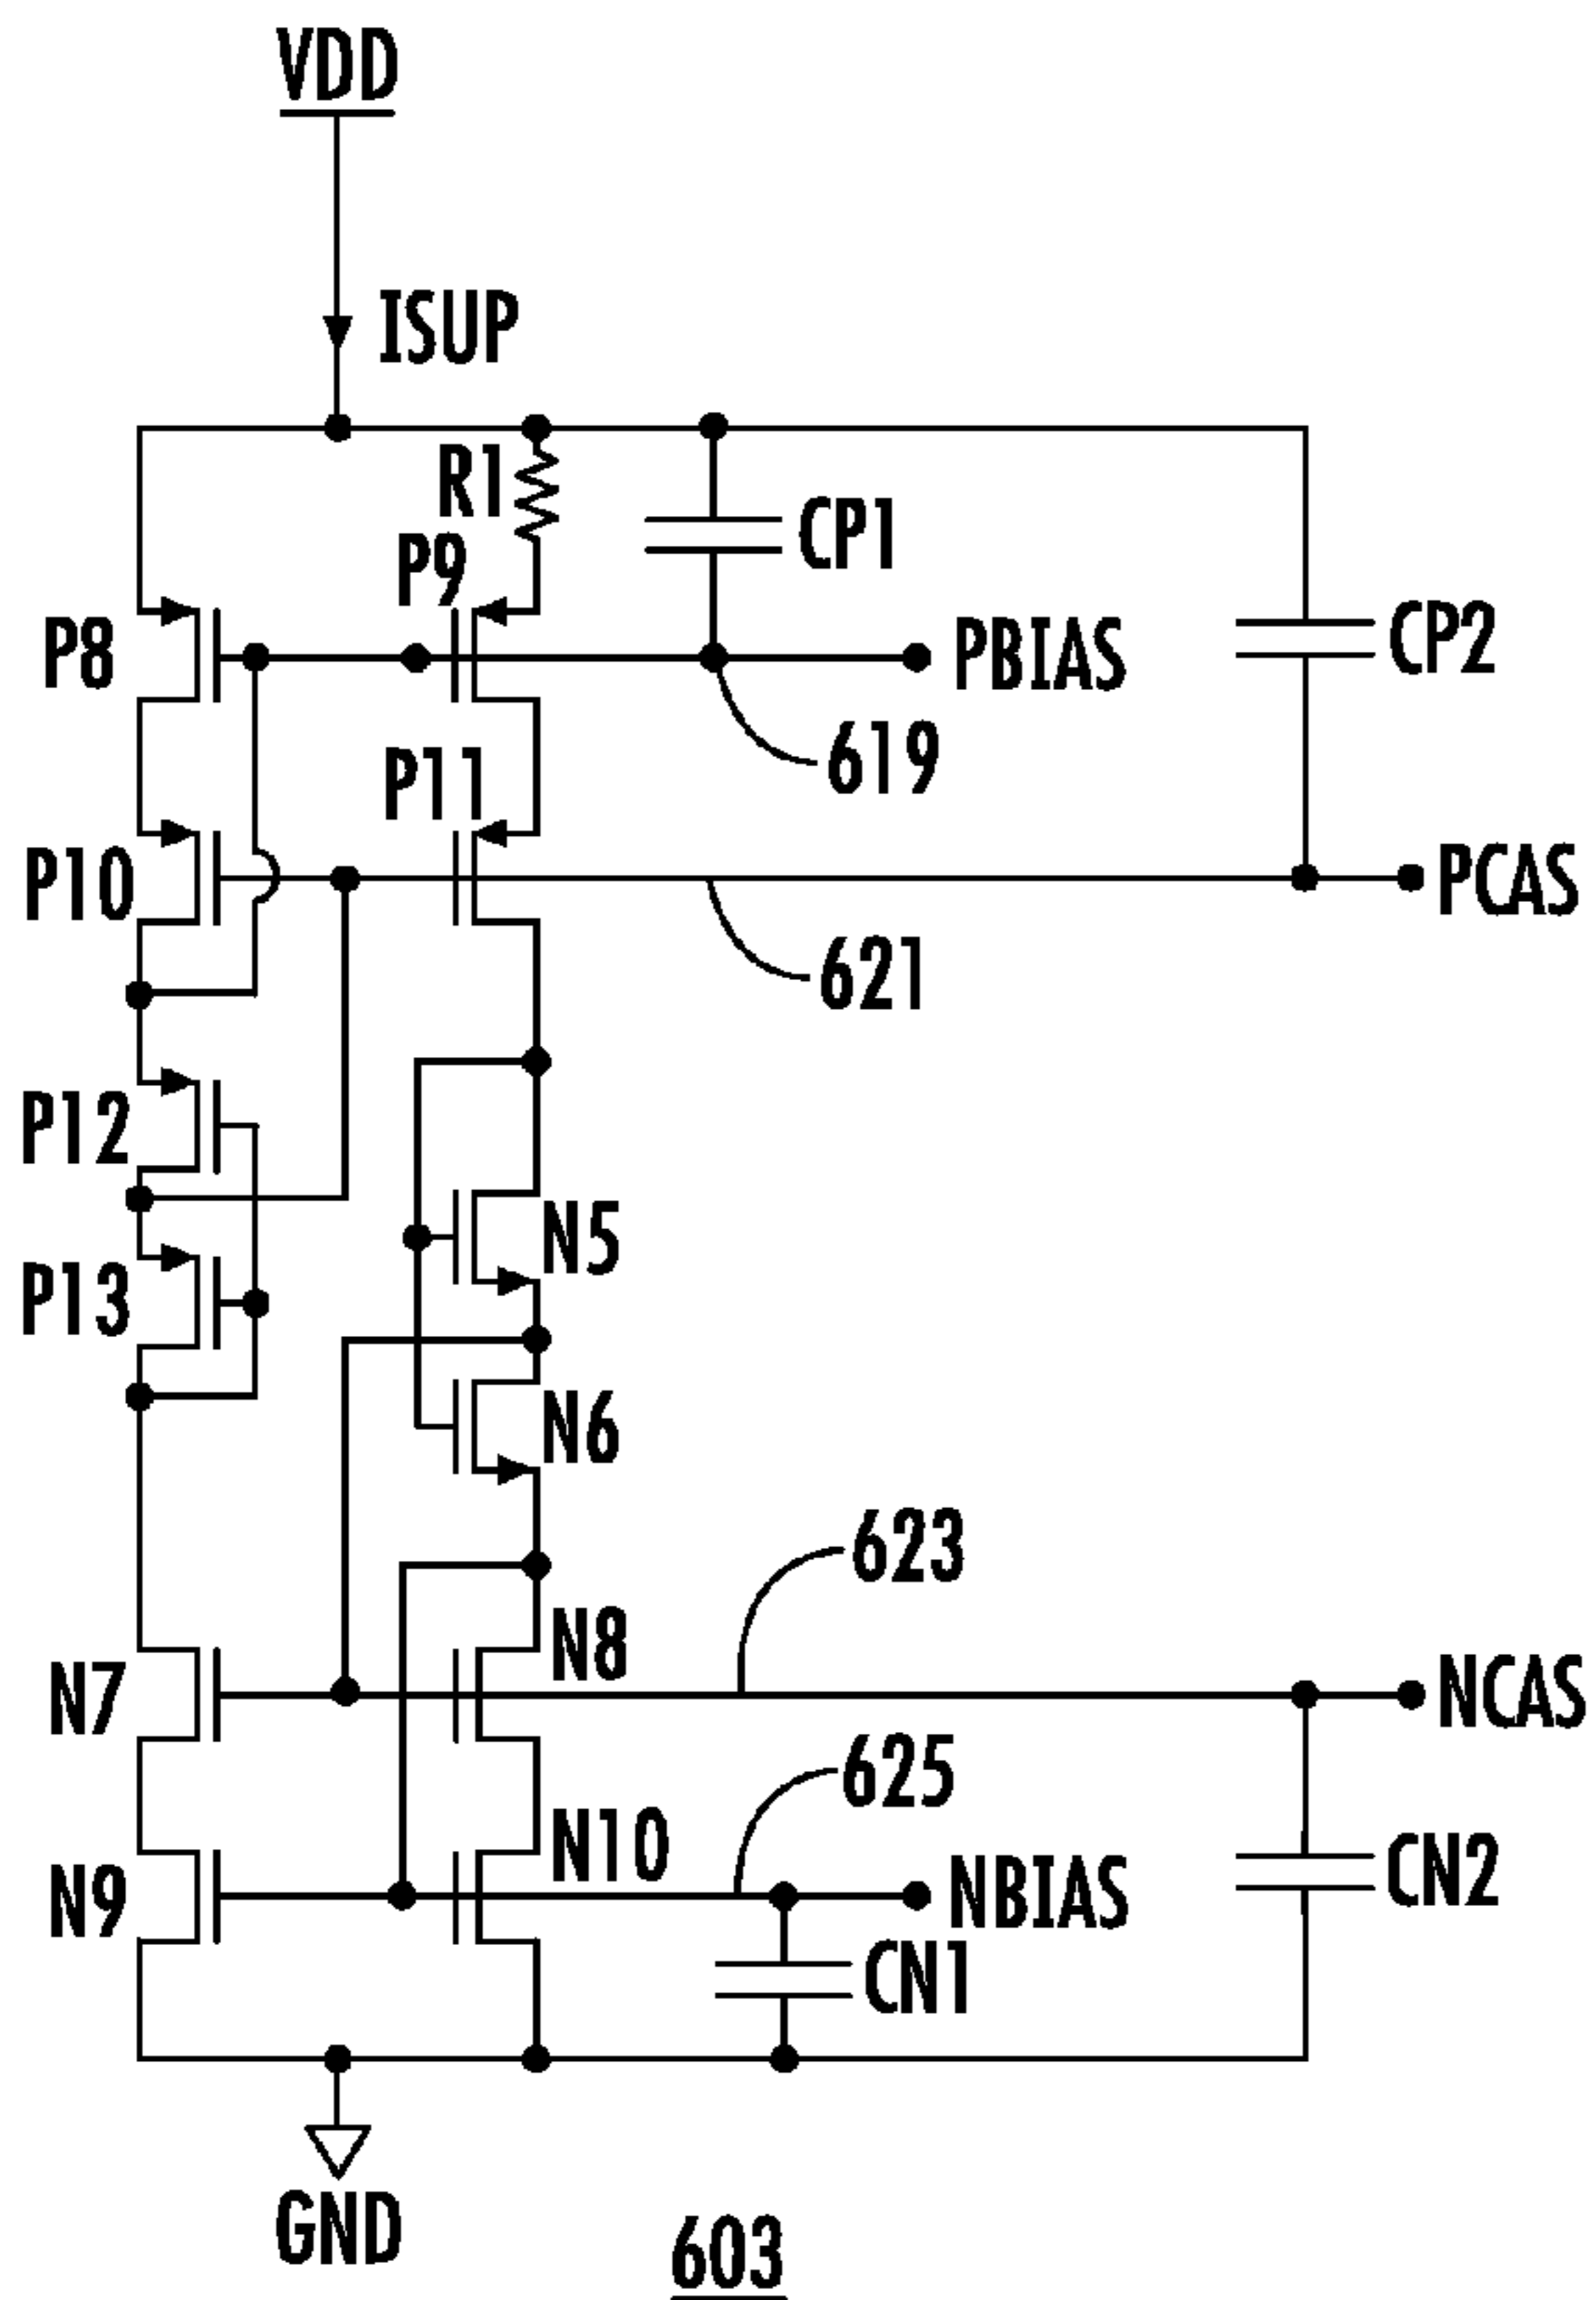 VDD
ISUP
R1
CP1
P9
P8
PBIAS
CP2
619
P11
P10
PCAS
621
P12
N5
P13
N6
623
N8
N7
NCAS
625
N10
NBIAS
CN2
N9
CN1
GND
603